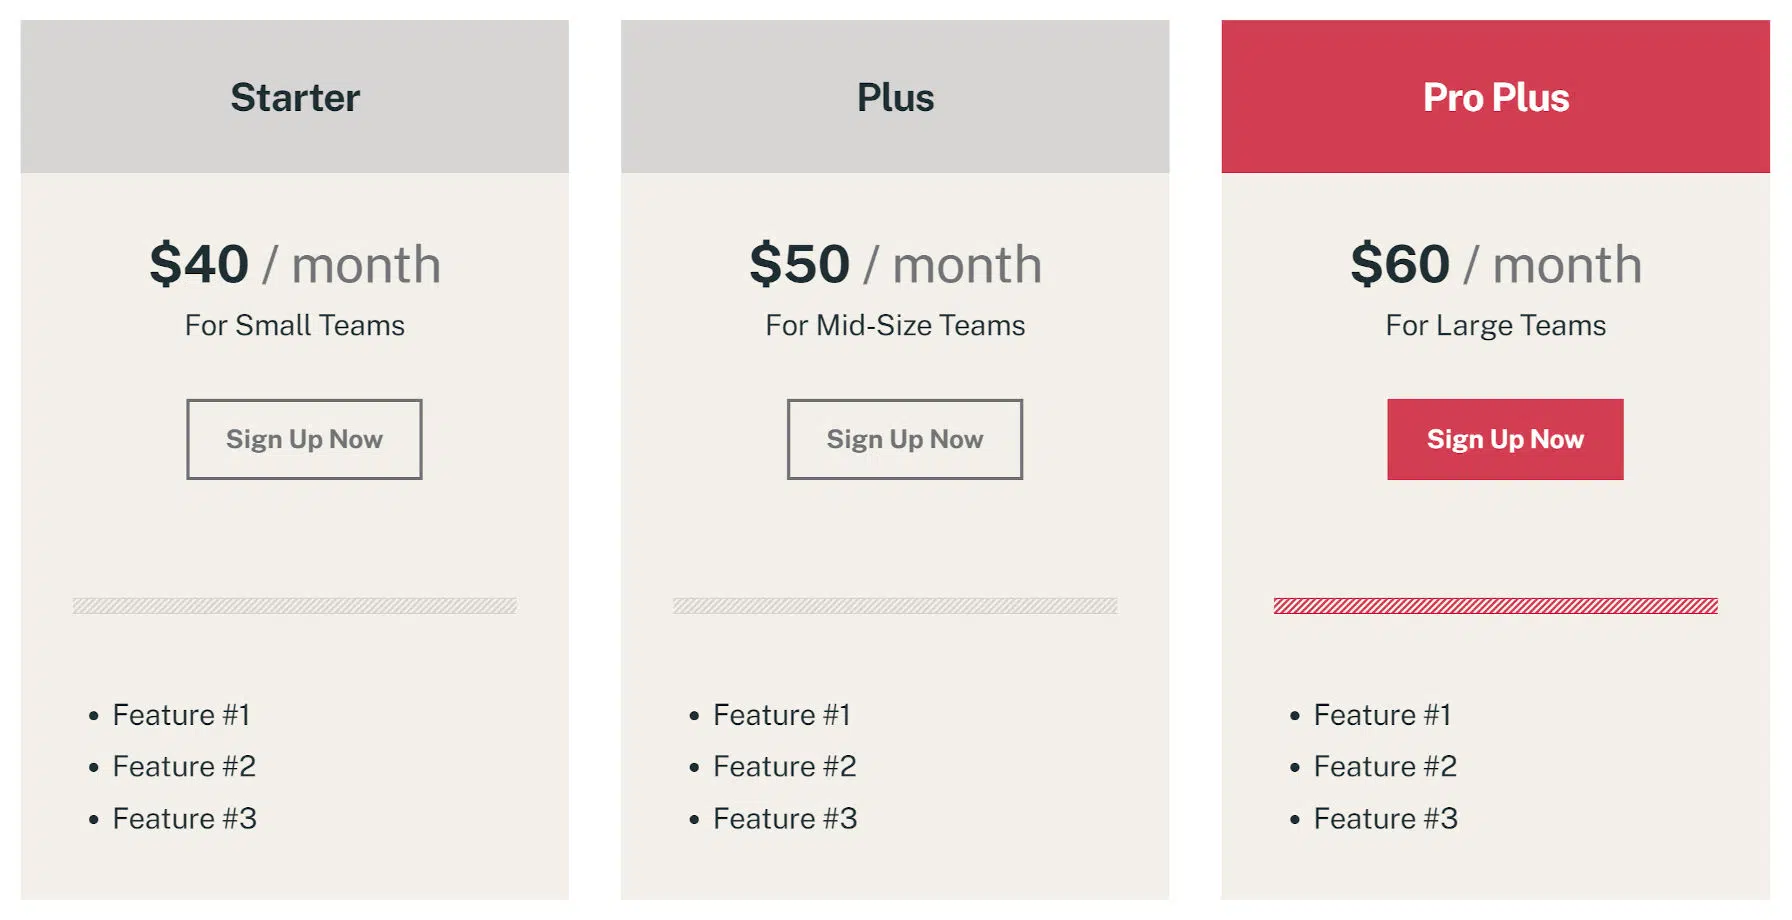 Starter
$40 / month
For Small Teams
Sign Up Now
• Feature #1
• Feature #2
• Feature #3
Plus
$50 / month
For Mid-Size Teams
Sign Up Now
• Feature #1
• Feature #2
• Feature #3
Pro Plus
$60 / month
For Large Teams
Sign Up Now
• Feature #1
• Feature #2
• Feature #3